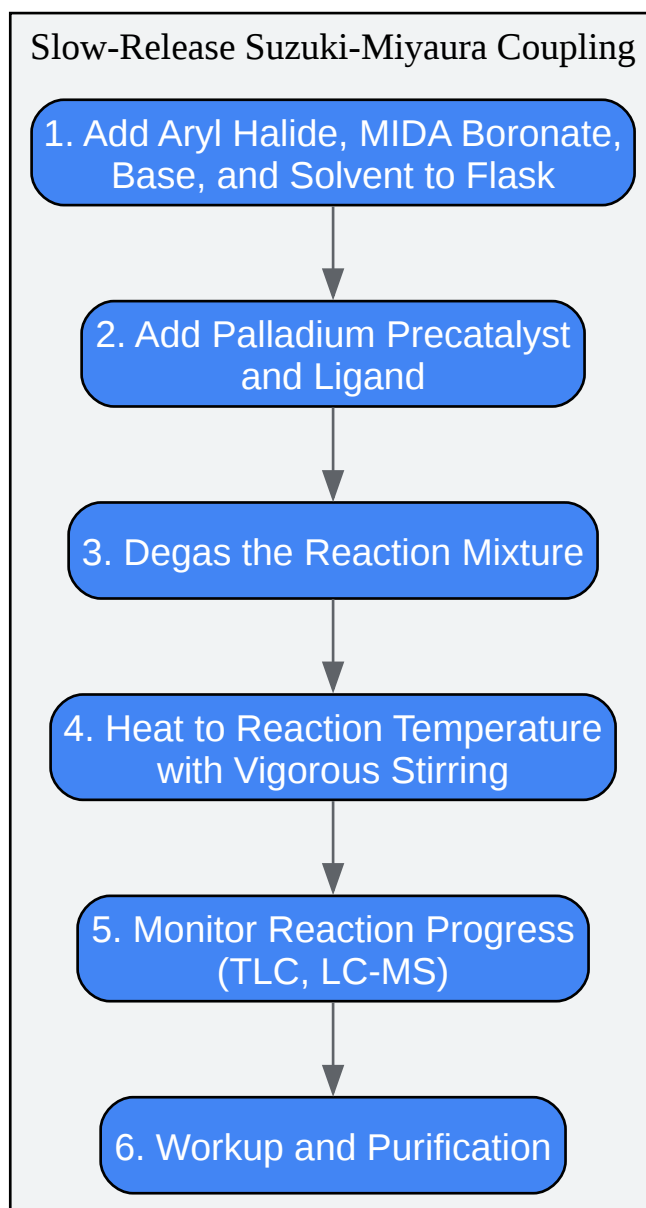 Slow-Release Suzuki-Miyaura Coupling
1. Add Aryl Halide, MIDA Boronate,
Base, and Solvent to Flask
2. Add Palladium Precatalyst
and Ligand
3. Degas the Reaction Mixture
4. Heat to Reaction Temperature
with Vigorous Stirring
5. Monitor Reaction Progress
(TLC, LC-MS)
6. Workup and Purification